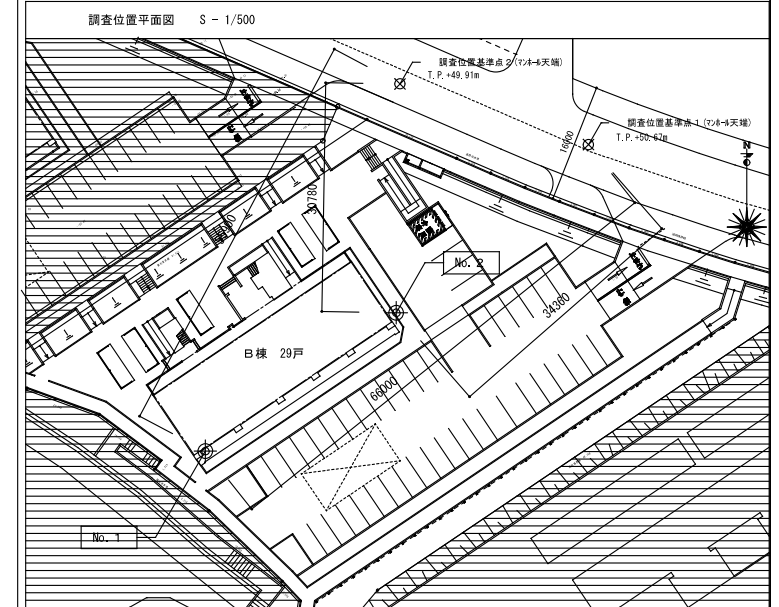 調査位置平面図 S - 1/500
調査位置基準点2(マンホール天端)
T.P.+49.91m
調査位置基準点1(マンホール天端)
T.P.+50.67m
16000
N
30780
No. 2
34360
B棟 29戸
66000
No. 1